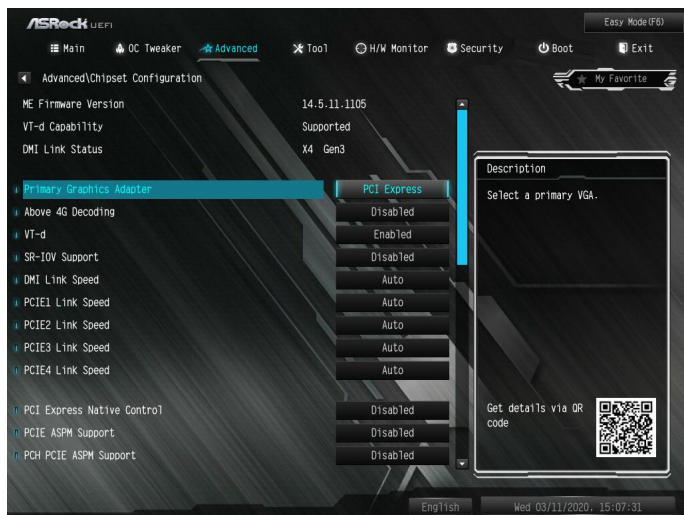 ASRock UEFI
Easy Mode(F6)
Main OC Tweaker Advanced Tool H/W Monitor Security Boot Exit
Advanced\Chipset Configuration
My Favorite
ME Firmware Version 14.5.11.1105
VT-d Capability Supported
DMI Link Status X4 Gen3
Description
Primary Graphics Adapter PCI Express
Select a primary VGA.
Above 4G Decoding Disabled
VT-d Enabled
SR-IOV Support Disabled
DMI Link Speed Auto
PCIE1 Link Speed Auto
PCIE2 Link Speed Auto
PCIE3 Link Speed Auto
PCIE4 Link Speed Auto
PCI Express Native Control Disabled
PCIE ASPM Support Disabled
PCH PCIE ASPM Support Disabled
Get details via QR
code
English Wed 03/11/2020, 15:07:31